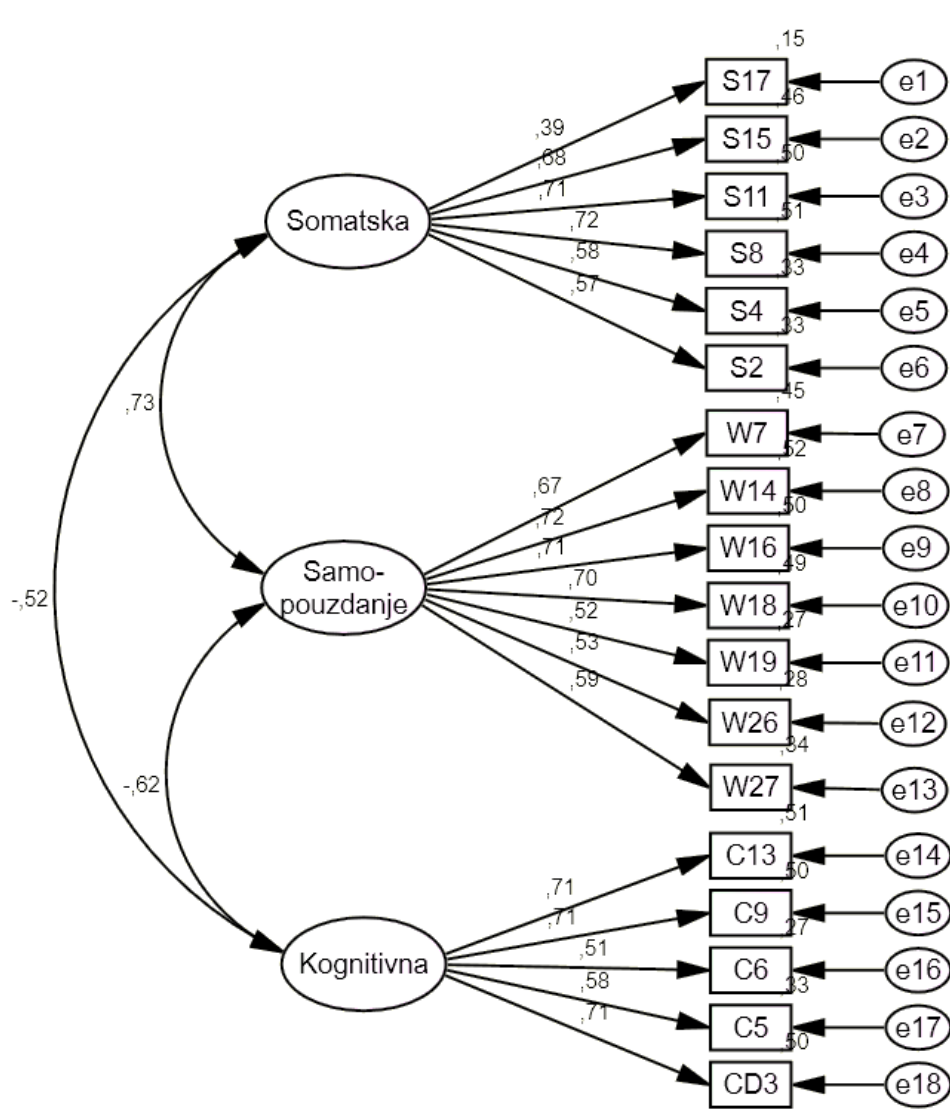 ,15
S17
e1
,46
,39
S15
e2
,50
,68
S11
e3
,51
,71
Somatska
,72
S8
e4
,33
,58
S4
e5
,33
,57
S2
e6
,45
,73
W7
e7
,52
,67
W14
e8
,50
,72
W16
e9
,49
,71
Samo-
pouzdanje
,70
W18
e10
,27
-,52
,52
W19
e11
,28
,53
W26
e12
,34
,59
W27
e13
,51
-,62
C13
e14
,50
,71
C9
e15
,27
,71
Kognitivna
,51
C6
e16
,33
,58
C5
e17
,50
,71
CD3
e18